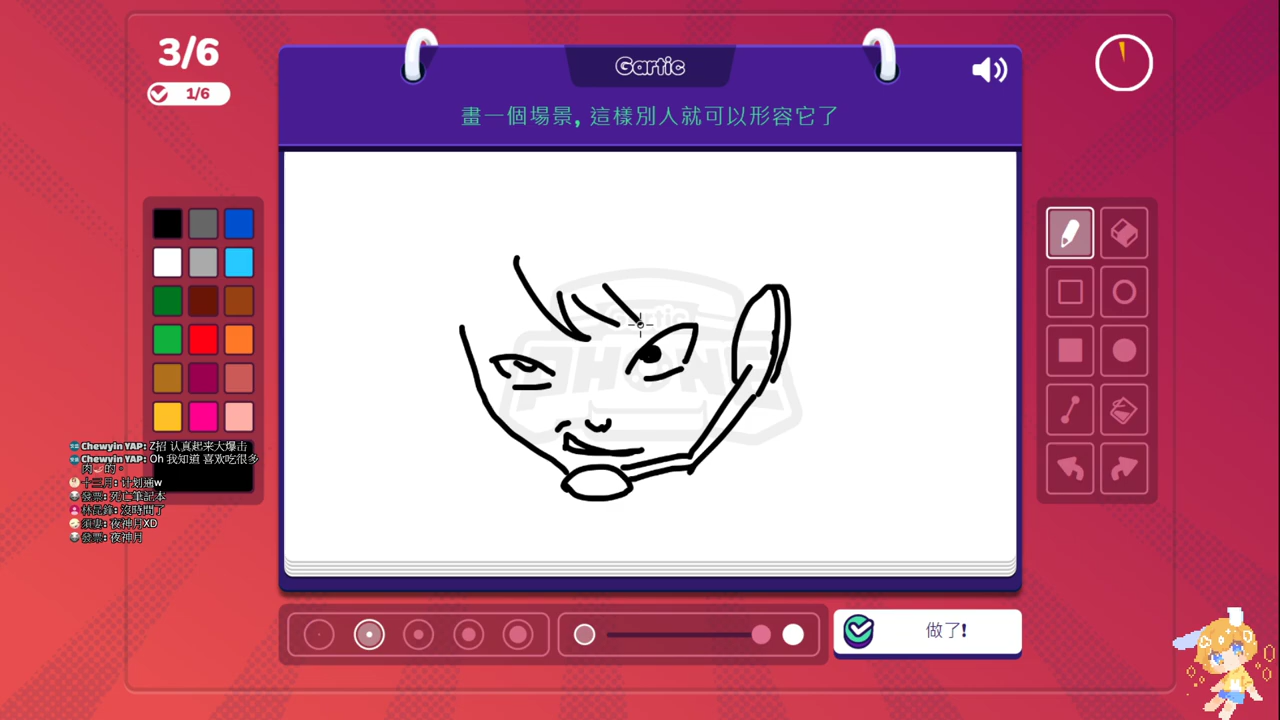 3/6
1/6
Gartic
畫一個場景, 這樣別人就可以形容它了
Gartic
PHONE
Chewyin YAP: Z招 认真起来大爆击
Chewyin YAP: Oh 我知道 喜欢吃很多
肉 的。
十三月: 计划通w
發票: 死亡筆記本
沒時間了
須臾: 夜神月XD
發票: 夜神月
做了!